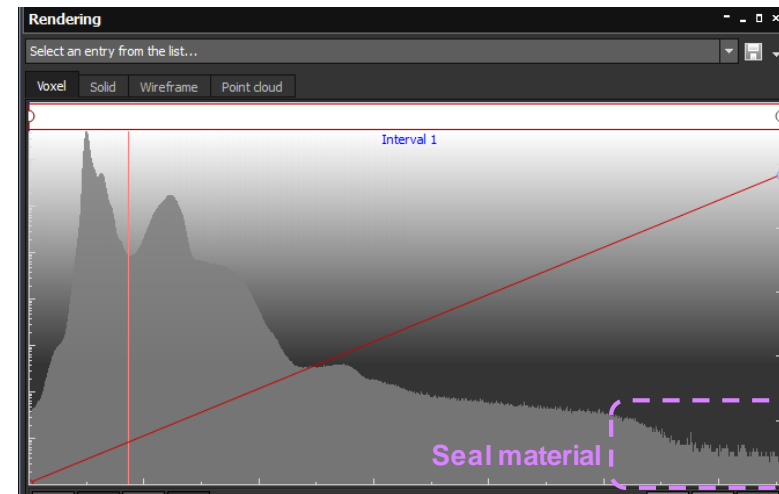 Rendering
Select an entry from the list...
Voxel Solid Wireframe Point cloud
Interval 1
Seal material